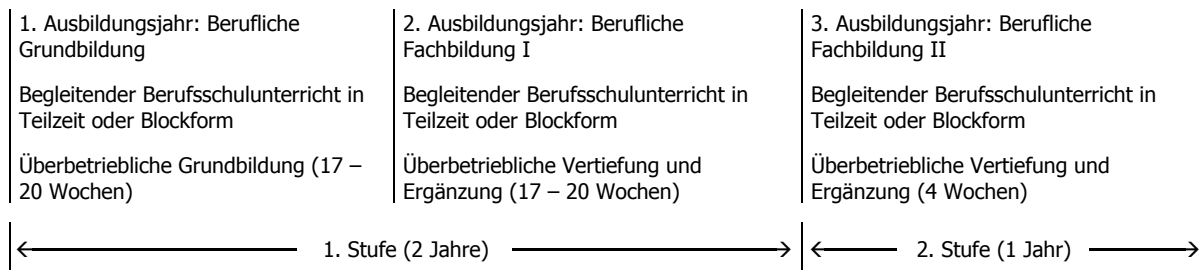 1. Ausbildungsjahr: Berufliche
Grundbildung
Begleitender Berufsschulunterricht in
Teilzeit oder Blockform
Überbetriebliche Grundbildung (17 –
20 Wochen)
2. Ausbildungsjahr: Berufliche
Fachbildung I
Begleitender Berufsschulunterricht in
Teilzeit oder Blockform
Überbetriebliche Vertiefung und
Ergänzung (17 – 20 Wochen)
3. Ausbildungsjahr: Berufliche
Fachbildung II
Begleitender Berufsschulunterricht in
Teilzeit oder Blockform
Überbetriebliche Vertiefung und
Ergänzung (4 Wochen)
1. Stufe (2 Jahre)
2. Stufe (1 Jahr)